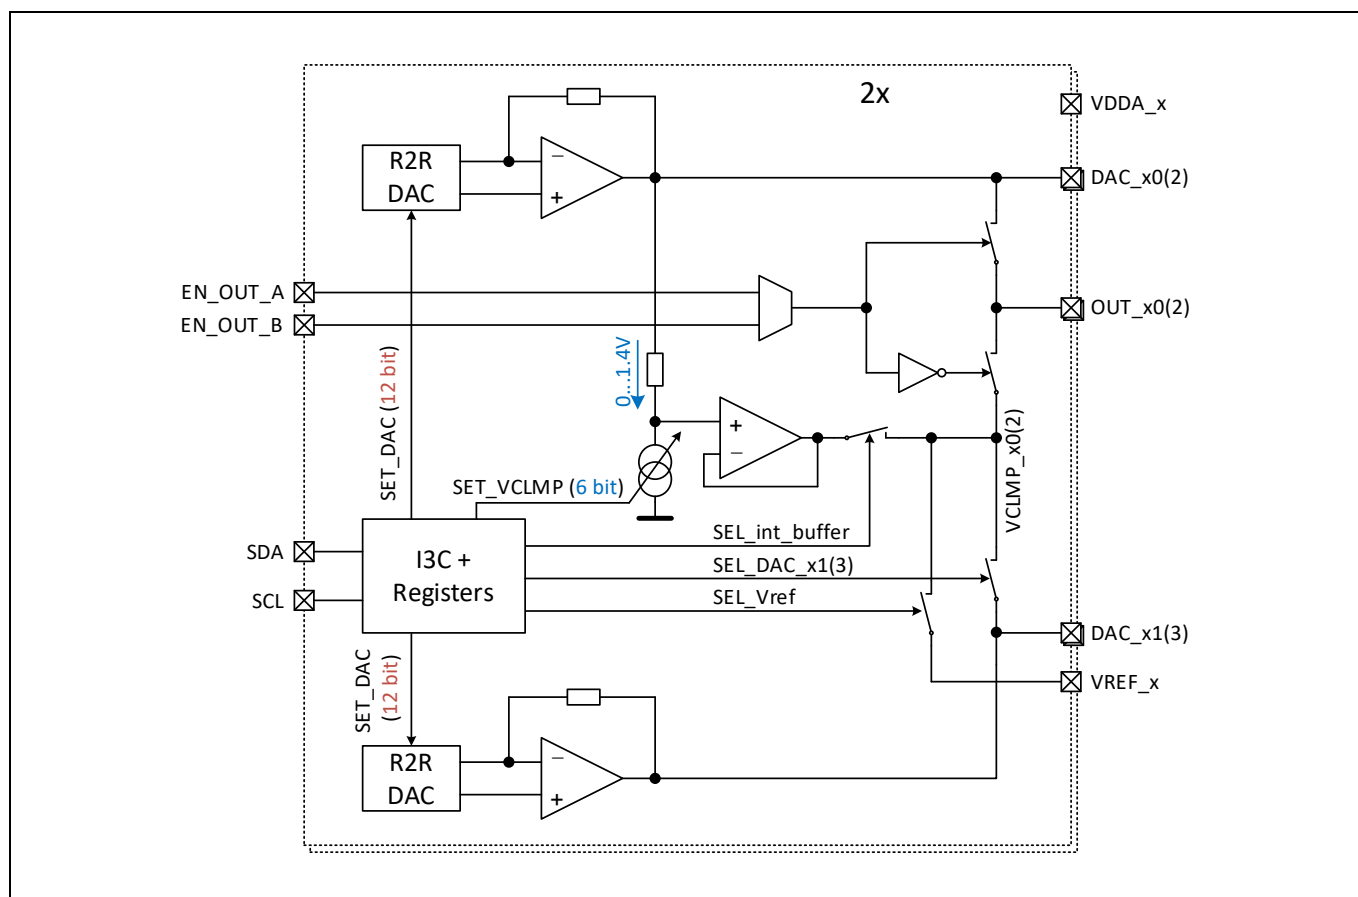 2x
VDDA_x
R2R
DAC
−
+
DAC_x0(2)
EN_OUT_A
EN_OUT_B
OUT_x0(2)
0...1.4V
SET_DAC (12 bit)
+
−
VCLMP_x0(2)
SET_VCLMP (6 bit)
SEL_int_buffer
SDA
I3C +
Registers
SEL_DAC_x1(3)
SCL
SEL_Vref
DAC_x1(3)
SET_DAC
(12 bit)
VREF_x
R2R
DAC
−
+